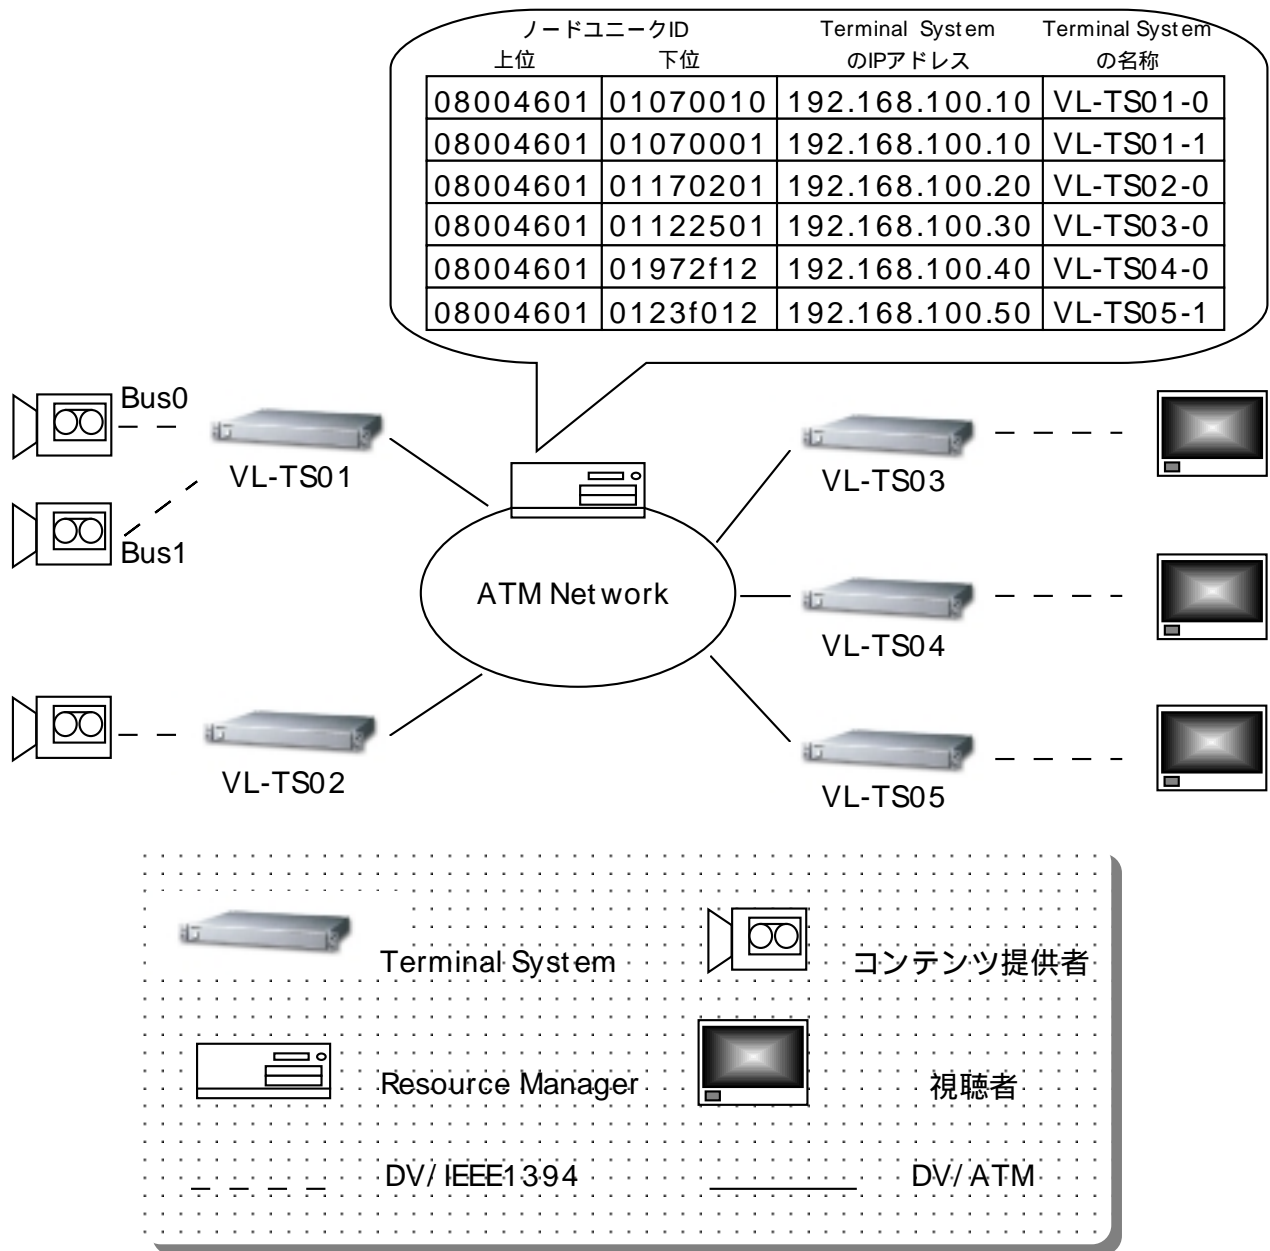 ノードユニークID Terminal System Terminal System
上位 下位 のIPアドレス の名称
08004601 01070010 192.168.100.10 VL-TS01-0
08004601 01070001 192.168.100.10 VL-TS01-1
08004601 01170201 192.168.100.20 VL-TS02-0
08004601 01122501 192.168.100.30 VL-TS03-0
08004601 01972f12 192.168.100.40 VL-TS04-0
08004601 0123f012 192.168.100.50 VL-TS05-1
Bus0
VL-TS01
VL-TS03
Bus1
ATM Network
VL-TS04
VL-TS02
VL-TS05
Terminal System コンテンツ提供者
Resource Manager 視聴者
DV/IEEE1394 DV/ATM